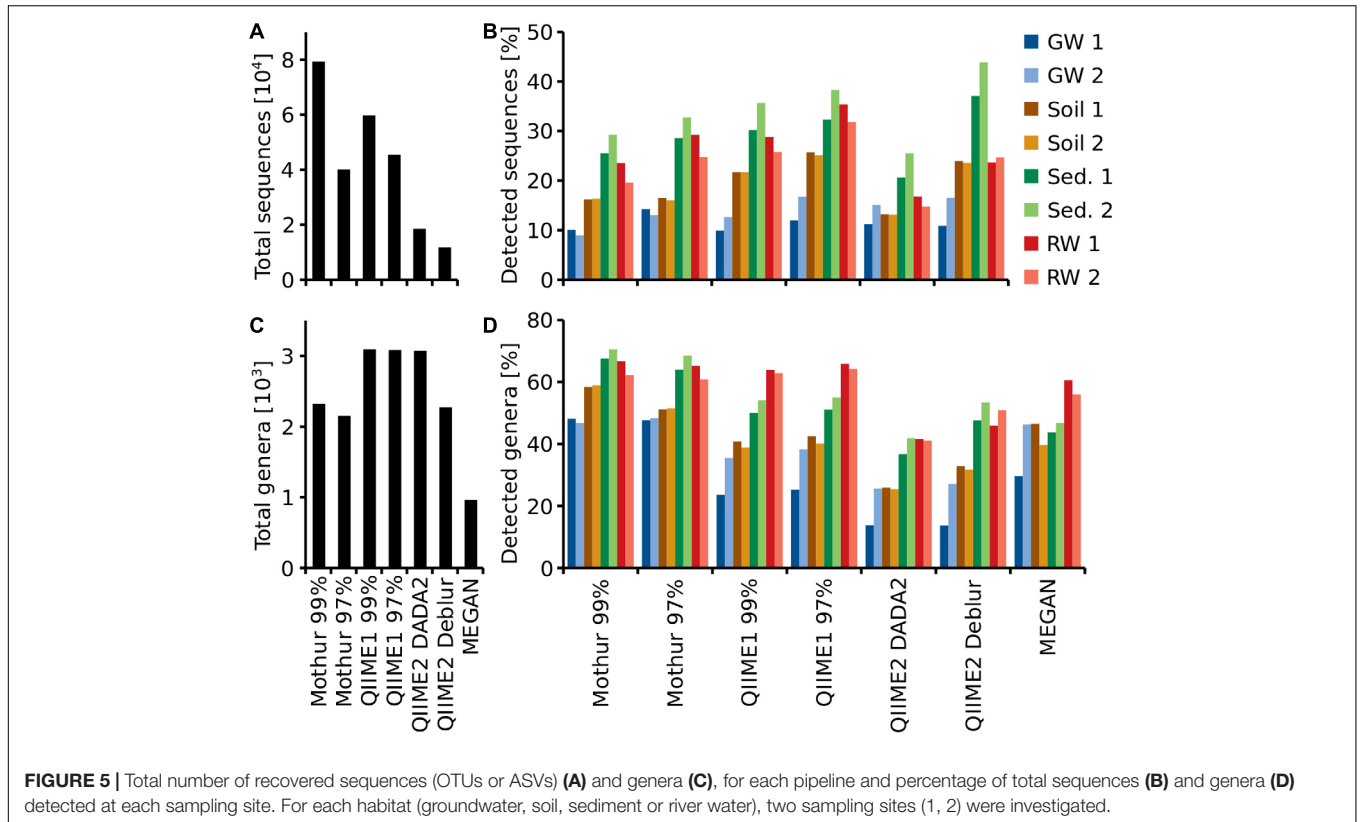 A
Total sequences [10⁴]
8
6
4
2
0
B
Detected sequences [%]
50
40
30
20
10
0
GW 1
GW 2
Soil 1
Soil 2
Sed. 1
Sed. 2
RW 1
RW 2
C
Total genera [10³]
3
2
1
0
Mothur 99%
Mothur 97%
QIIME1 99%
QIIME1 97%
QIIME2 DADA2
QIIME2 Deblur
MEGAN
D
Detected genera [%]
80
60
40
20
0
Mothur 99%
Mothur 97%
QIIME1 99%
QIIME1 97%
QIIME2 DADA2
QIIME2 Deblur
MEGAN
FIGURE 5 | Total number of recovered sequences (OTUs or ASVs) (A) and genera (C), for each pipeline and percentage of total sequences (B) and genera (D)
detected at each sampling site. For each habitat (groundwater, soil, sediment or river water), two sampling sites (1, 2) were investigated.